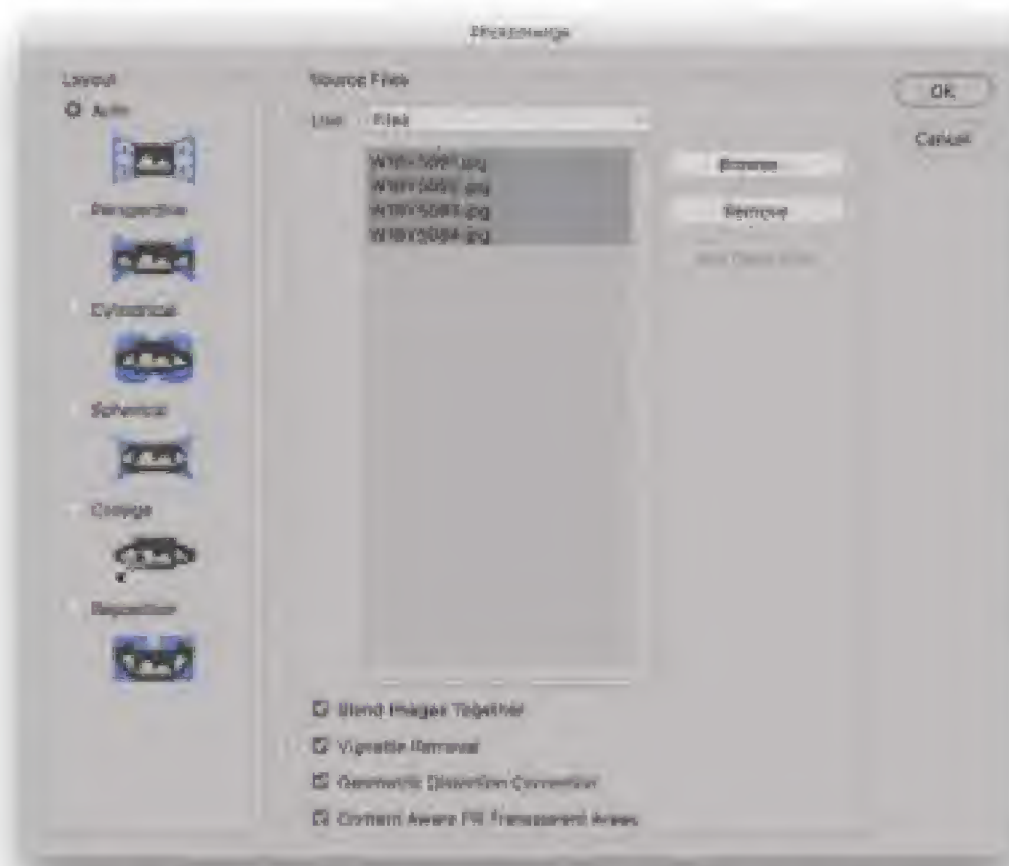 Photomerge
Layout
Auto
Perspective
Cylindrical
Spherical
Collage
Reposition
Source Files
Use: Files
Browse
Remove
OK
Cancel
Blend Images Together
Vignette Removal
Geometric Distortion Correction
Content Aware Fill Transparent Areas